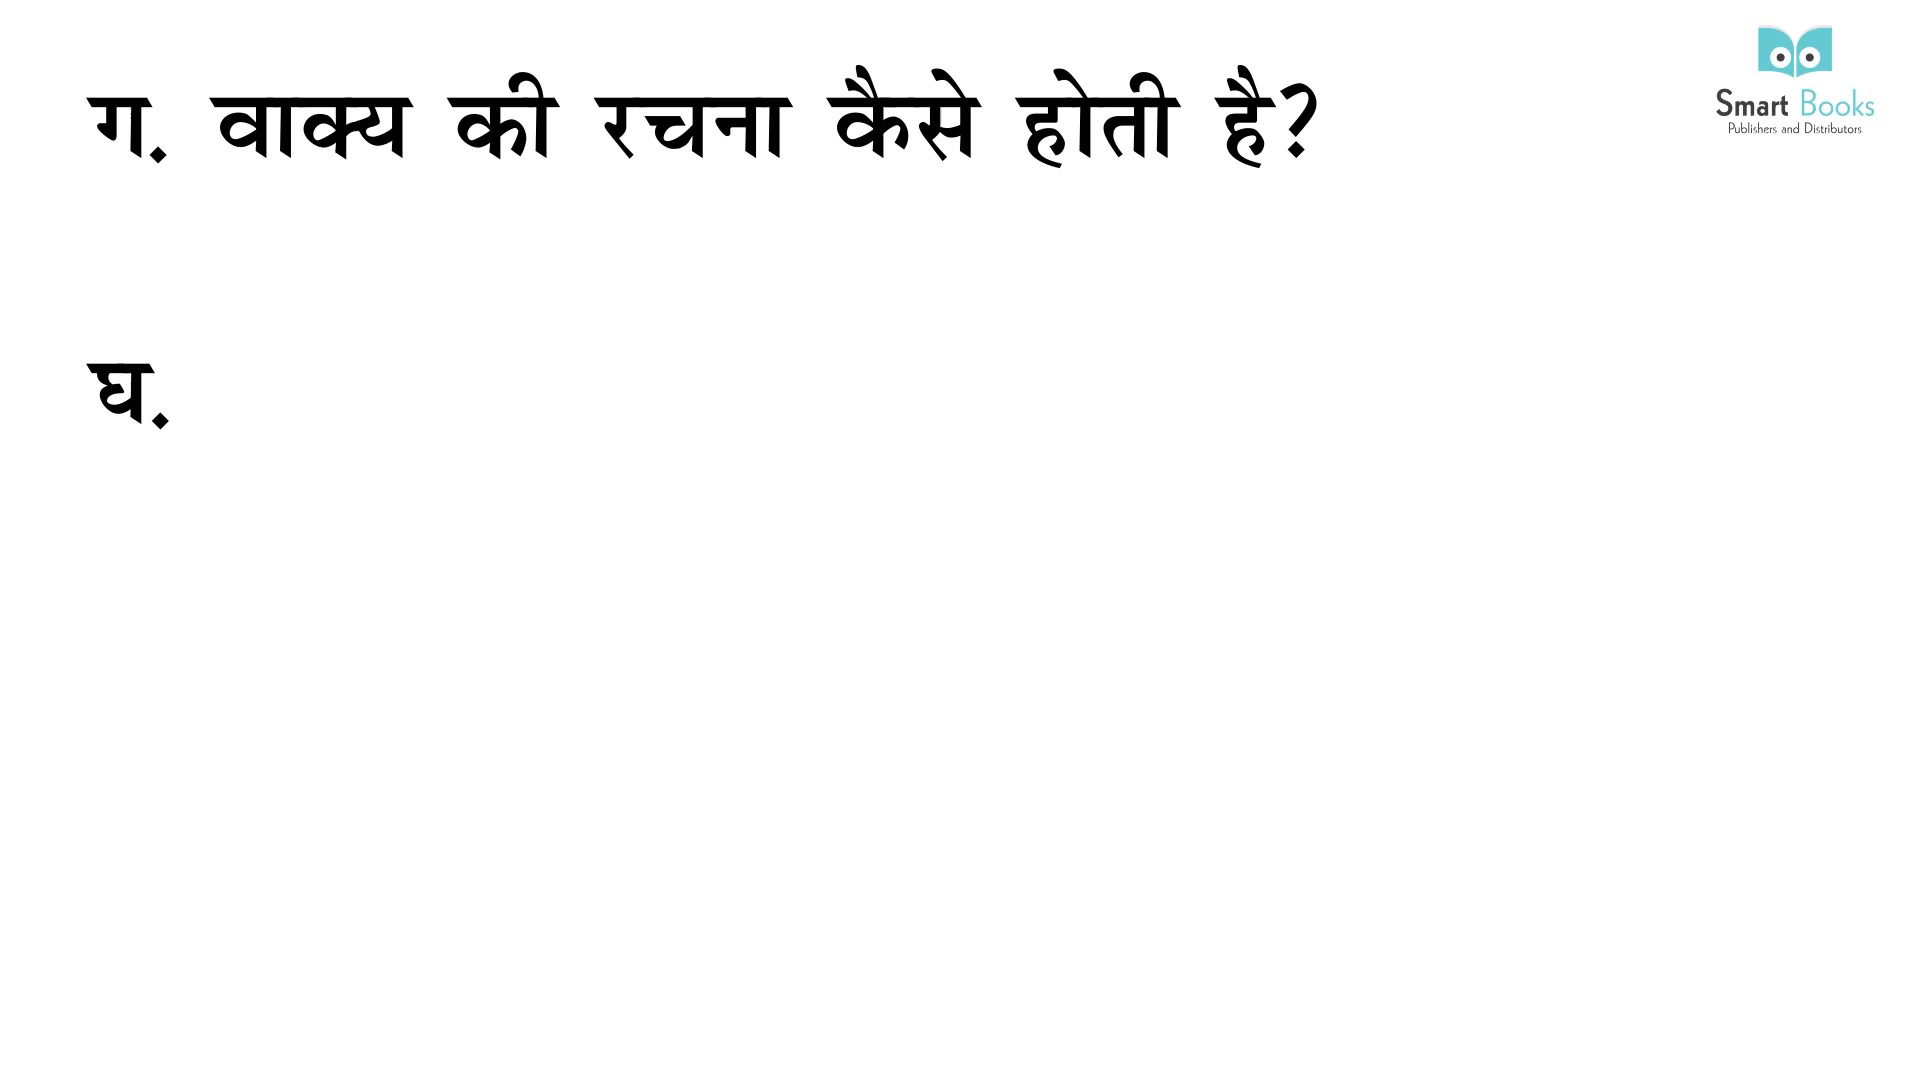 ग. वाक्य की रचना कैसे होती है?
Smart Books
Publishers and Distributors
घ.